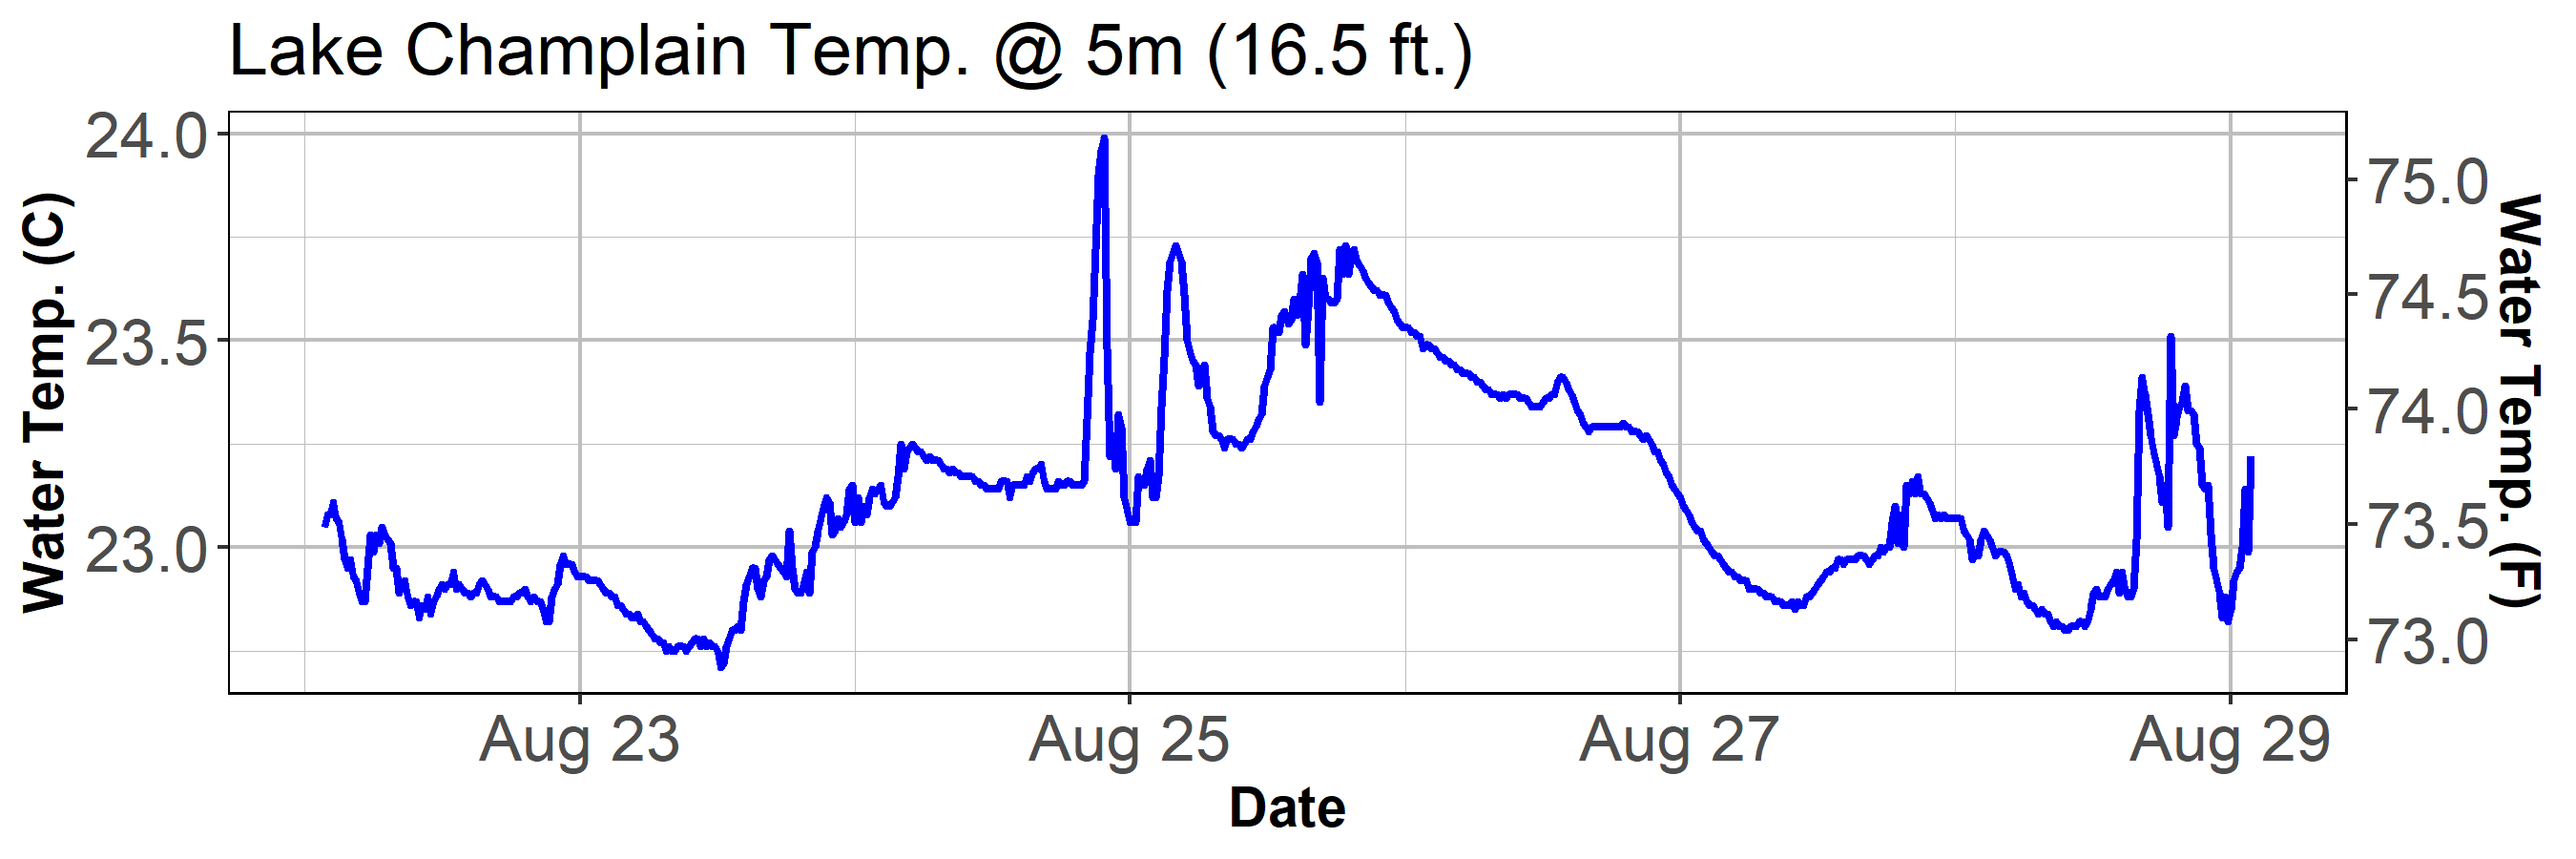 Lake Champlain Temp. @ 5m (16.5 ft.)
Water Temp. (C)
24.0
23.5
23.0
75.0
74.5
74.0
73.5
73.0
Water Temp. (F)
Aug 23
Aug 25
Aug 27
Aug 29
Date